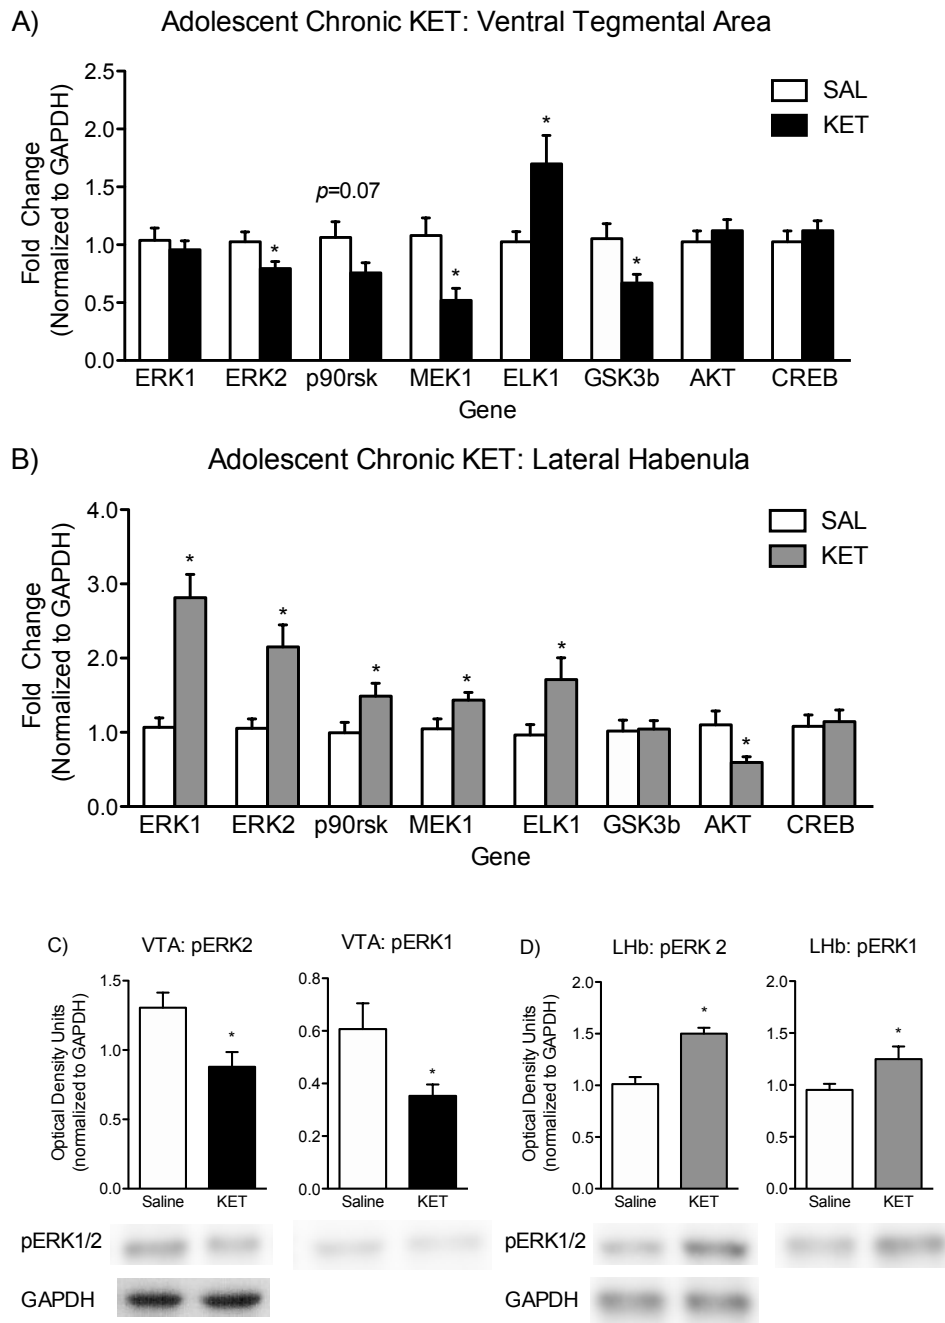 A)
Adolescent Chronic KET: Ventral Tegmental Area
Fold Change
(Normalized to GAPDH)
2.5
2.0
1.5
1.0
0.5
0.0
SAL
KET
*
p=0.07
*
*
*
ERK1 ERK2 p90rsk MEK1 ELK1 GSK3b AKT CREB
Gene
B)
Adolescent Chronic KET: Lateral Habenula
Fold Change
(Normalized to GAPDH)
4.0
3.0
2.0
1.0
0.0
SAL
KET
*
*
*
*
*
*
ERK1 ERK2 p90rsk MEK1 ELK1 GSK3b AKT CREB
Gene
C)
VTA: pERK2
Optical Density Units
(normalized to GAPDH)
1.5
1.0
0.5
0.0
*
Saline KET
VTA: pERK1
0.8
0.6
0.4
0.2
0.0
*
Saline KET
pERK1/2
GAPDH
D)
LHb: pERK 2
Optical Density Units
(normalized to GAPDH)
2.0
1.5
1.0
0.5
0.0
*
Saline KET
LHb: pERK1
2.0
1.5
1.0
0.5
0.0
*
Saline KET
pERK1/2
GAPDH